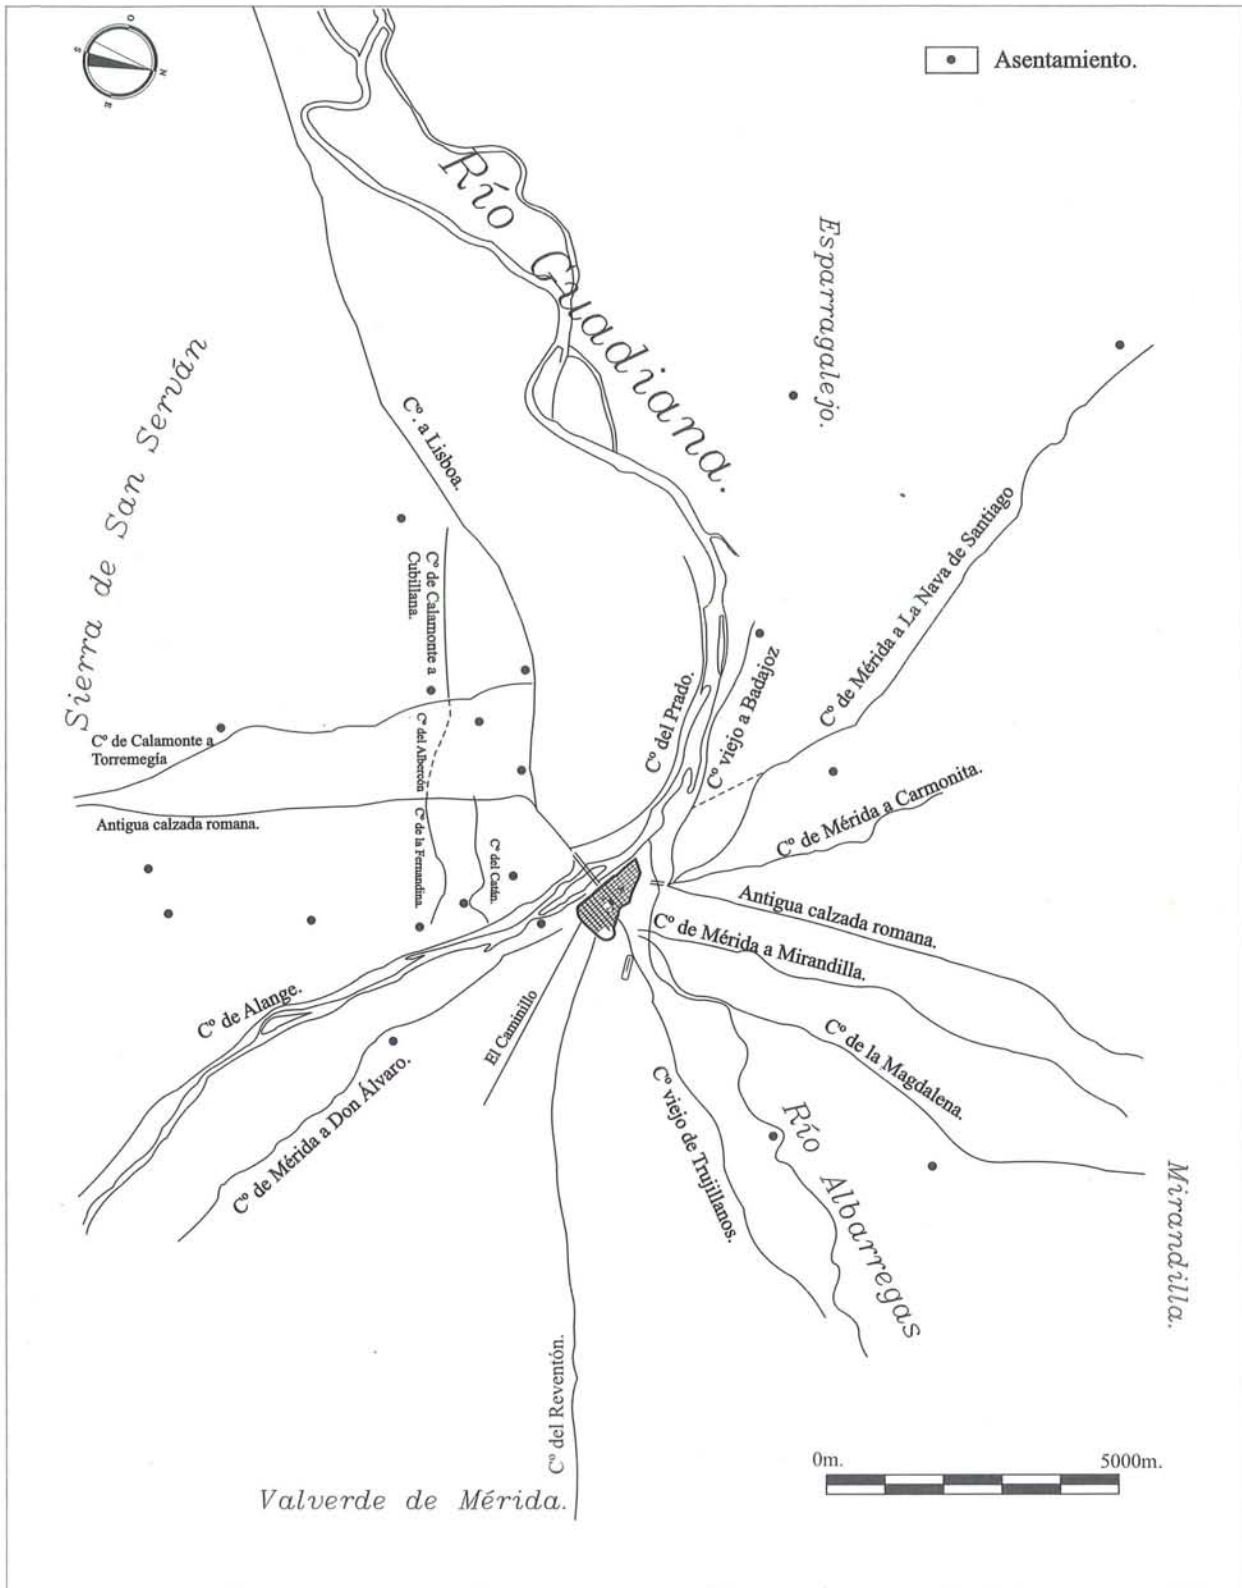 O
S
N
E
Asentamiento.
Río Guadiana.
Esparragalejo.
Sierra de San Serván
Cº. a Lisboa.
Cº de Calamonte a
Cubillana.
Cº de Mérida a La Nava de Santiago
Cº del Prado.
Cº viejo a Badajoz
Cº de Calamonte a
Torremegía
Cº del Albercón
Cº de Mérida a Carmonita.
Antigua calzada romana.
Cº de la Fernandina.
Cº del Catán.
Antigua calzada romana.
Cº de Mérida a Mirandilla.
Cº de Alange.
El Caminillo
Cº de la Magdalena.
Cº de Mérida a Don Álvaro.
Cº viejo de Trujillanos.
Río Albarregas
Mirandilla.
Cº del Reventón.
Valverde de Mérida.
0m. 5000m.